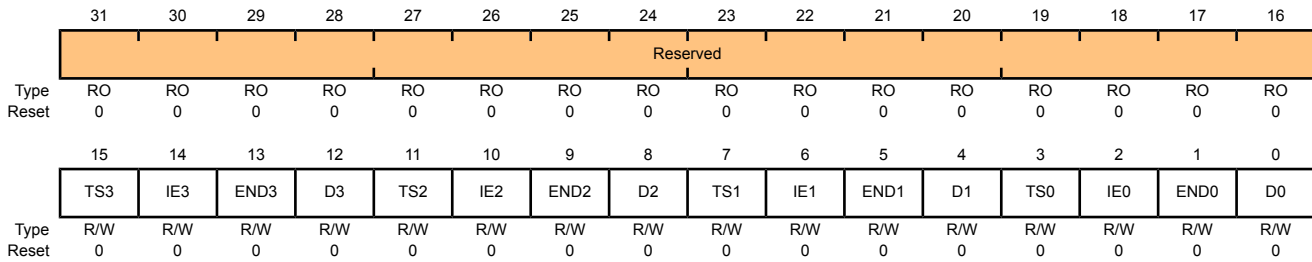 31 30 29 28 27 26 25 24 23 22 21 20 19 18 17 16
Reserved
Type RO RO RO RO RO RO RO RO RO RO RO RO RO RO RO RO
Reset 0 0 0 0 0 0 0 0 0 0 0 0 0 0 0 0
15 14 13 12 11 10 9 8 7 6 5 4 3 2 1 0
TS3 IE3 END3 D3 TS2 IE2 END2 D2 TS1 IE1 END1 D1 TS0 IE0 END0 D0
Type R/W R/W R/W R/W R/W R/W R/W R/W R/W R/W R/W R/W R/W R/W R/W R/W
Reset 0 0 0 0 0 0 0 0 0 0 0 0 0 0 0 0